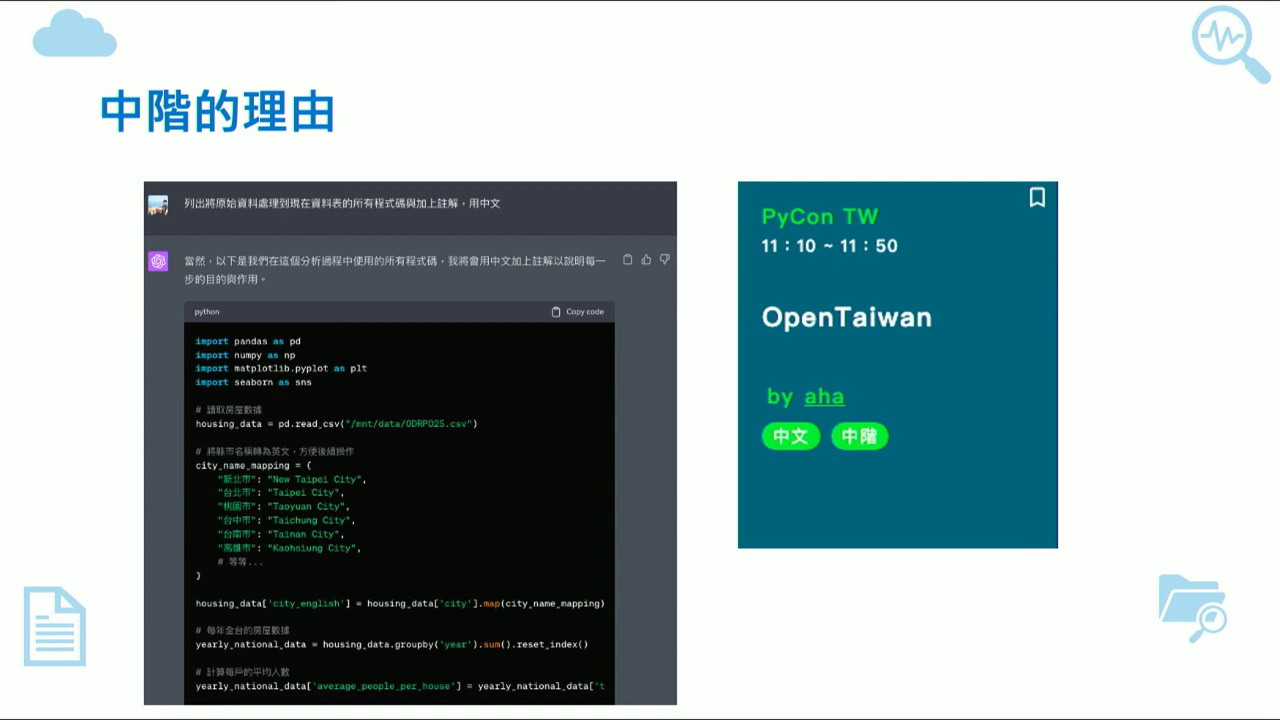 中階的理由
列出將原始資料處理到現在資料表的所有程式碼與加上註解，用中文
當然，以下是我們在這個分析過程中使用的所有程式碼，我將會用中文加上註解以說明每一
步的目的與作用。
python
Copy code
import pandas as pd
import numpy as np
import matplotlib.pyplot as plt
import seaborn as sns
# 讀取房屋數據
housing_data = pd.read_csv("/mnt/data/ODRP025.csv")
# 將縣市名稱轉為英文，方便後續操作
city_name_mapping = {
"新北市": "New Taipei City",
"台北市": "Taipei City",
"桃園市": "Taoyuan City",
"台中市": "Taichung City",
"台南市": "Tainan City",
"高雄市": "Kaohsiung City",
# 等等...
}
housing_data['city_english'] = housing_data['city'].map(city_name_mapping)
# 每年全台的房屋數據
yearly_national_data = housing_data.groupby('year').sum().reset_index()
# 計算每戶的平均人數
yearly_national_data['average_people_per_house'] = yearly_national_data['t
PyCon TW
11：10 ~ 11：50
OpenTaiwan
by aha
中文 中階